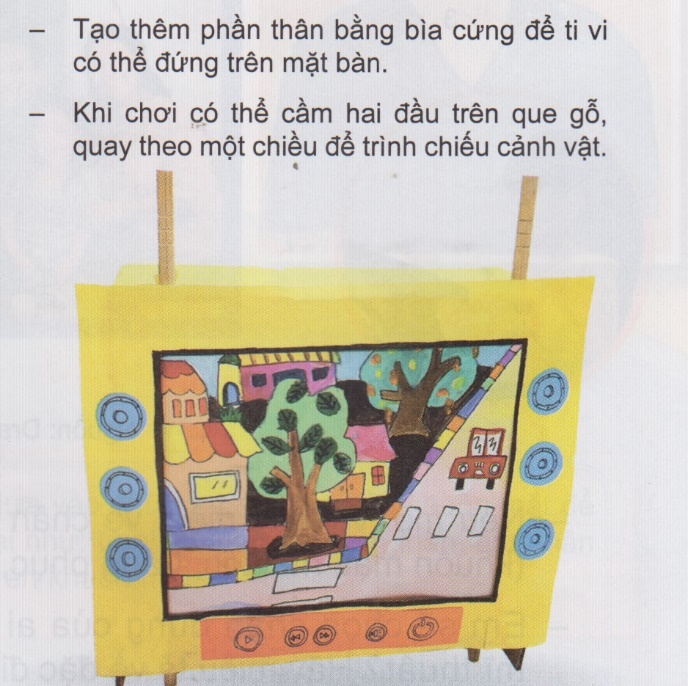 – Tạo thêm phần thân bằng bìa cứng để ti vi
có thể đứng trên mặt bàn.
– Khi chơi có thể cầm hai đầu trên que gỗ,
quay theo một chiều để trình chiếu cảnh vật.